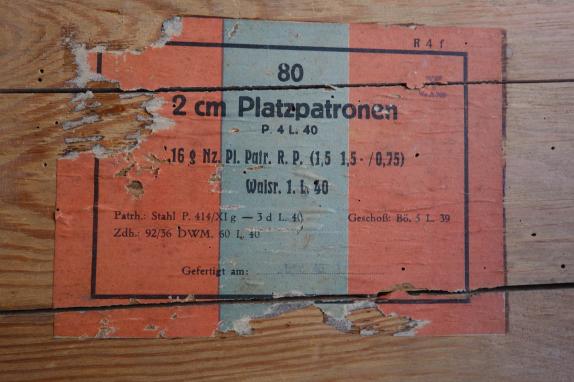 R 4 f
80
2 cm Platzpatronen
P. 4 L. 40
16 g Nz. Pl. Patr. R. P. (1,5 1,5 · /0,75)
Walsr. 1. L. 40
Patrh.: Stahl P. 414/XI g — 3 d L. 40 Geschoß: Bö. 5 L. 39
Zdh.: 92/36 DWM. 60 L. 40
Gefertigt am: